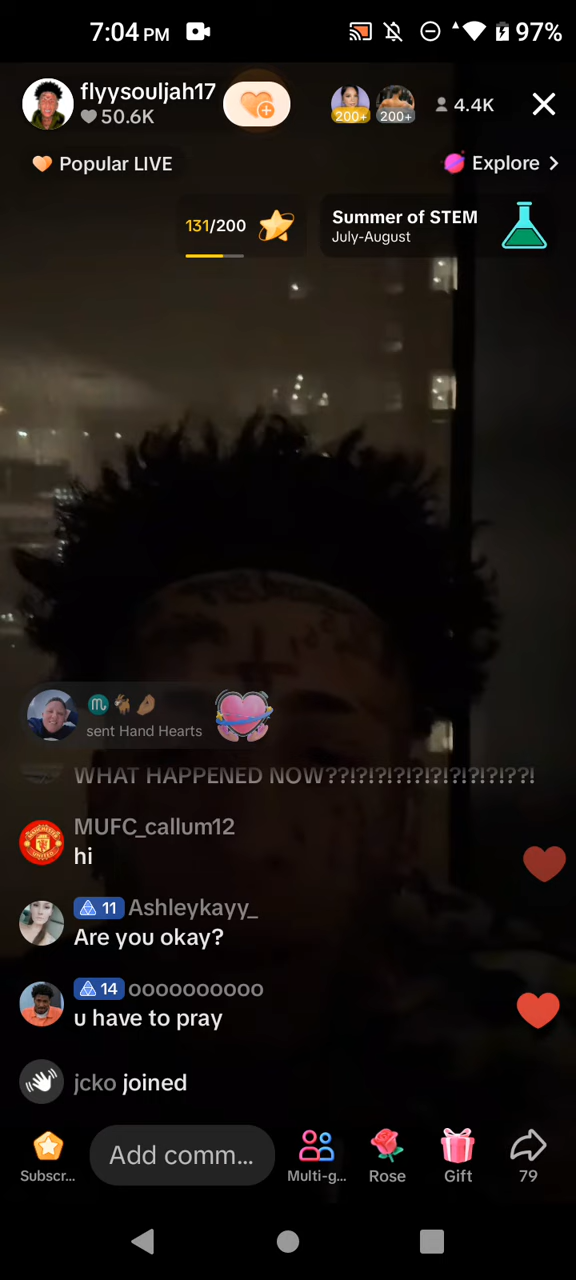 7:04 PM
97%
flyysouljah17
50.6K
200+
200+
4.4K
Popular LIVE
Explore >
131/200
Summer of STEM
July-August
sent Hand Hearts
WHAT HAPPENED NOW??!?!?!?!?!?!?!?!?!??!
MUFC_callum12
hi
11 Ashleykayy_
Are you okay?
14 oooooooooo
u have to pray
jcko joined
Subscr...
Add comm...
Multi-g...
Rose
Gift
79